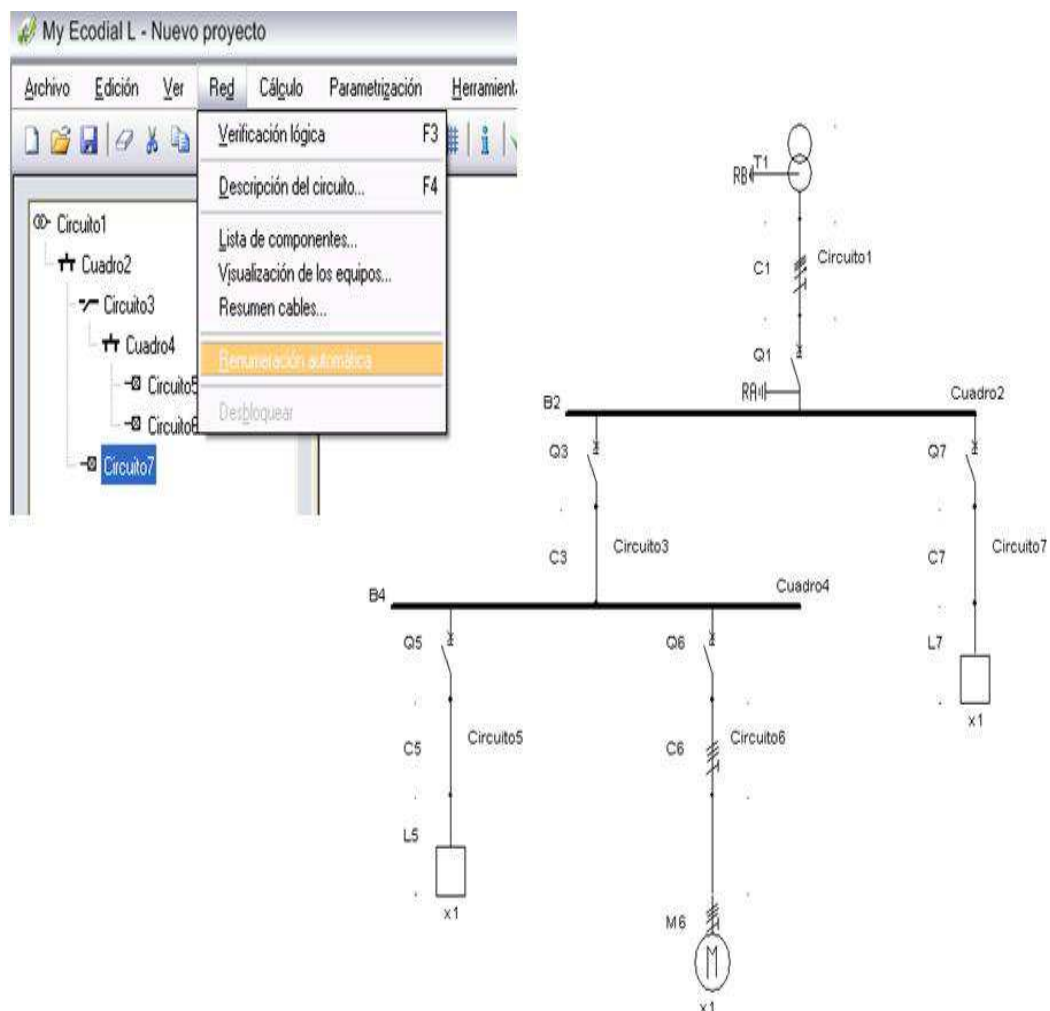 My Ecodial L - Nuevo proyecto
Archivo Edición Ver Red Cálculo Parametrización Herramient
Verificación lógica F3
Descripción del circuito... F4
Lista de componentes...
Visualización de los equipos...
Resumen cables...
Renumeración automática
Desbloquear
Circuito1
Cuadro2
Circuito3
Cuadro4
Circuito5
Circuito6
Circuito7
T1
RB
C1 Circuito1
Q1
RA
B2 Cuadro2
Q3 Q7
C3 Circuito3 C7 Circuito7
B4 Cuadro4
Q5 Q6 L7
x1
C5 Circuito5 C6 Circuito6
L5
x1
M6
M
x1